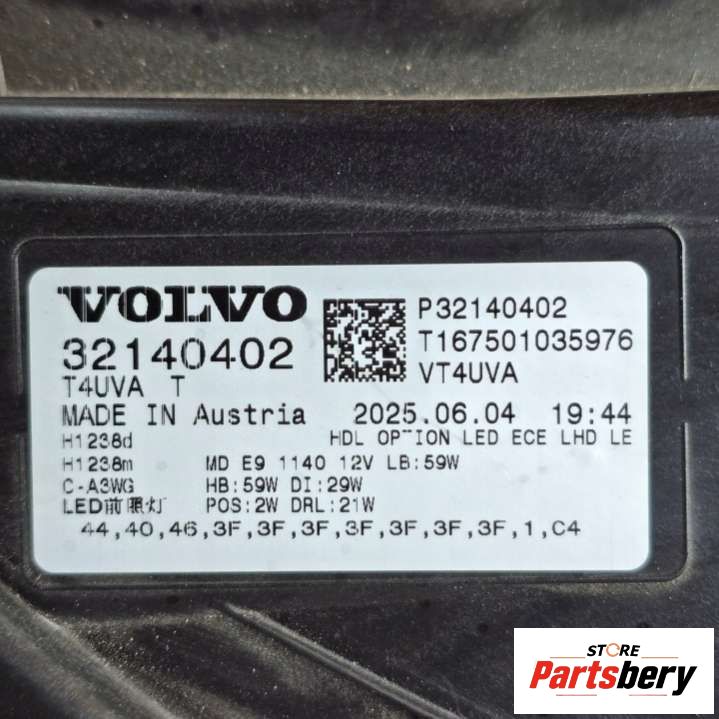 VOLVO
32140402
T4UVA T
MADE IN Austria
P32140402
T167501035976
VT4UVA
2025.06.04 19:44
HDL OPTION LED ECE LHD LE
H1238d
H1238m MD E9 1140 12V LB:59W
C-A3WG HB:59W DI:29W
LED前照灯 POS:2W DRL:21W
44,40,46,3F,3F,3F,3F,3F,3F,3F,1,C4
STORE
Partsbery